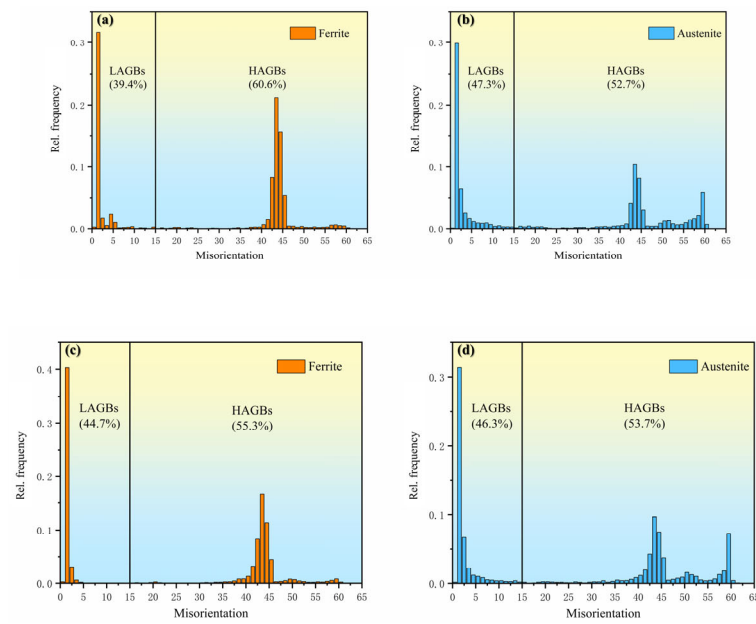 (a)
Ferrite
LAGBs
(39.4%)
HAGBs
(60.6%)
0.3
0.2
0.1
0.0
Rel. frequency
0 5 10 15 20 25 30 35 40 45 50 55 60 65
Misorientation
(b)
Austenite
LAGBs
(47.3%)
HAGBs
(52.7%)
0.3
0.2
0.1
0.0
Rel. frequency
0 5 10 15 20 25 30 35 40 45 50 55 60 65
Misorientation
(c)
Ferrite
LAGBs
(44.7%)
HAGBs
(55.3%)
0.4
0.3
0.2
0.1
0.0
Rel. frequency
0 5 10 15 20 25 30 35 40 45 50 55 60 65
Misorientation
(d)
Austenite
LAGBs
(46.3%)
HAGBs
(53.7%)
0.3
0.2
0.1
0.0
Rel. frequency
0 5 10 15 20 25 30 35 40 45 50 55 60 65
Misorientation